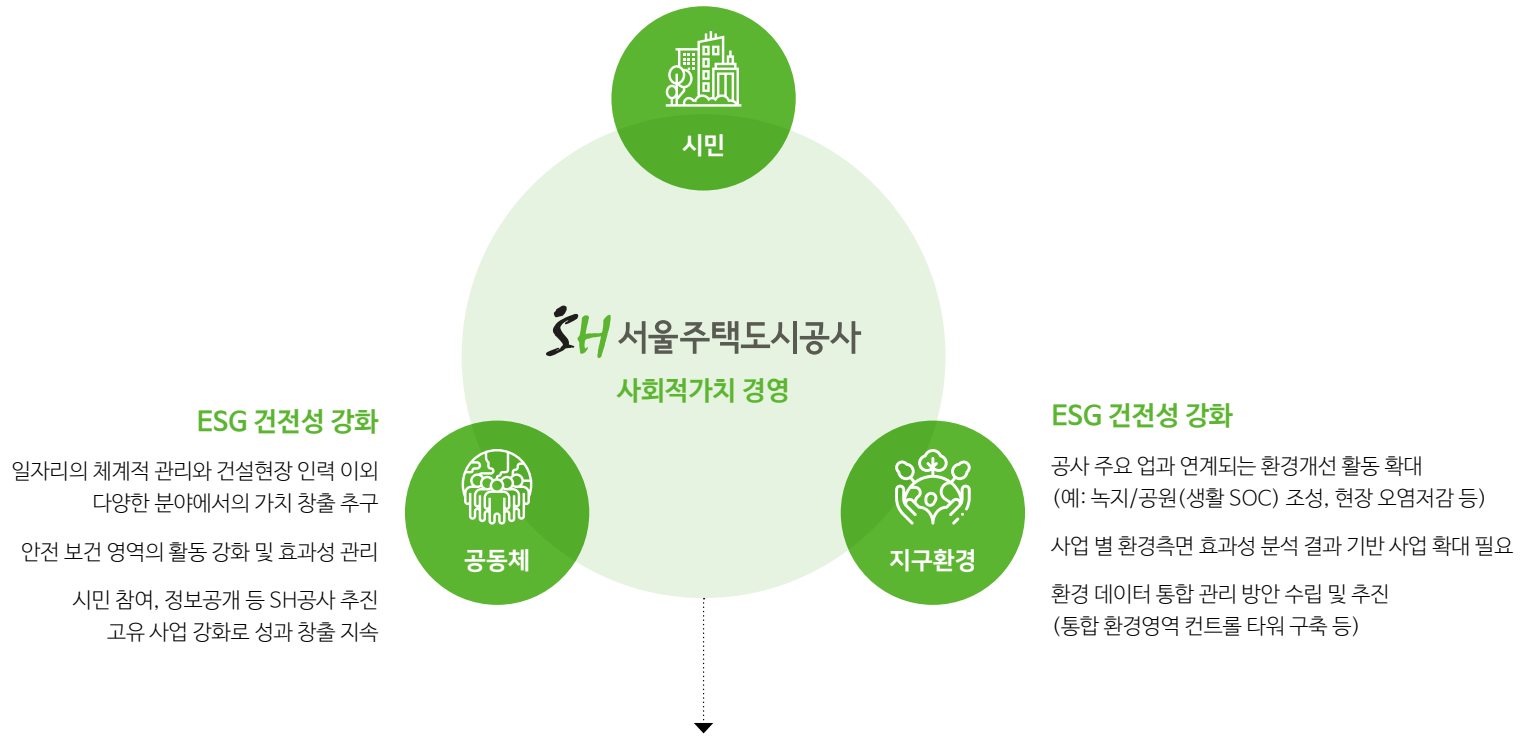 시민
SH 서울주택도시공사
사회적가치 경영
ESG 건전성 강화
일자리의 체계적 관리와 건설현장 인력 이외
다양한 분야에서의 가치 창출 추구
안전 보건 영역의 활동 강화 및 효과성 관리
시민 참여, 정보공개 등 SH공사 추진
고유 사업 강화로 성과 창출 지속
공동체
지구환경
ESG 건전성 강화
공사 주요 업과 연계되는 환경개선 활동 확대
(예: 녹지/공원(생활 SOC) 조성, 현장 오염저감 등)
사업 별 환경측면 효과성 분석 결과 기반 사업 확대 필요
환경 데이터 통합 관리 방안 수립 및 추진
(통합 환경영역 컨트롤 타워 구축 등)